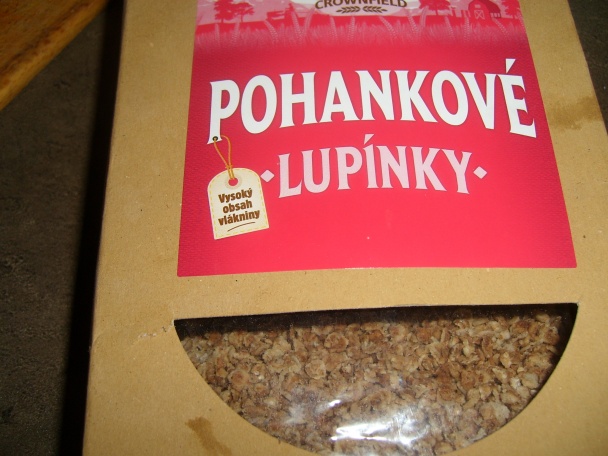 CROWNFIELD
POHANKOVÉ
·LUPÍNKY·
Vysoký
obsah
vlákniny